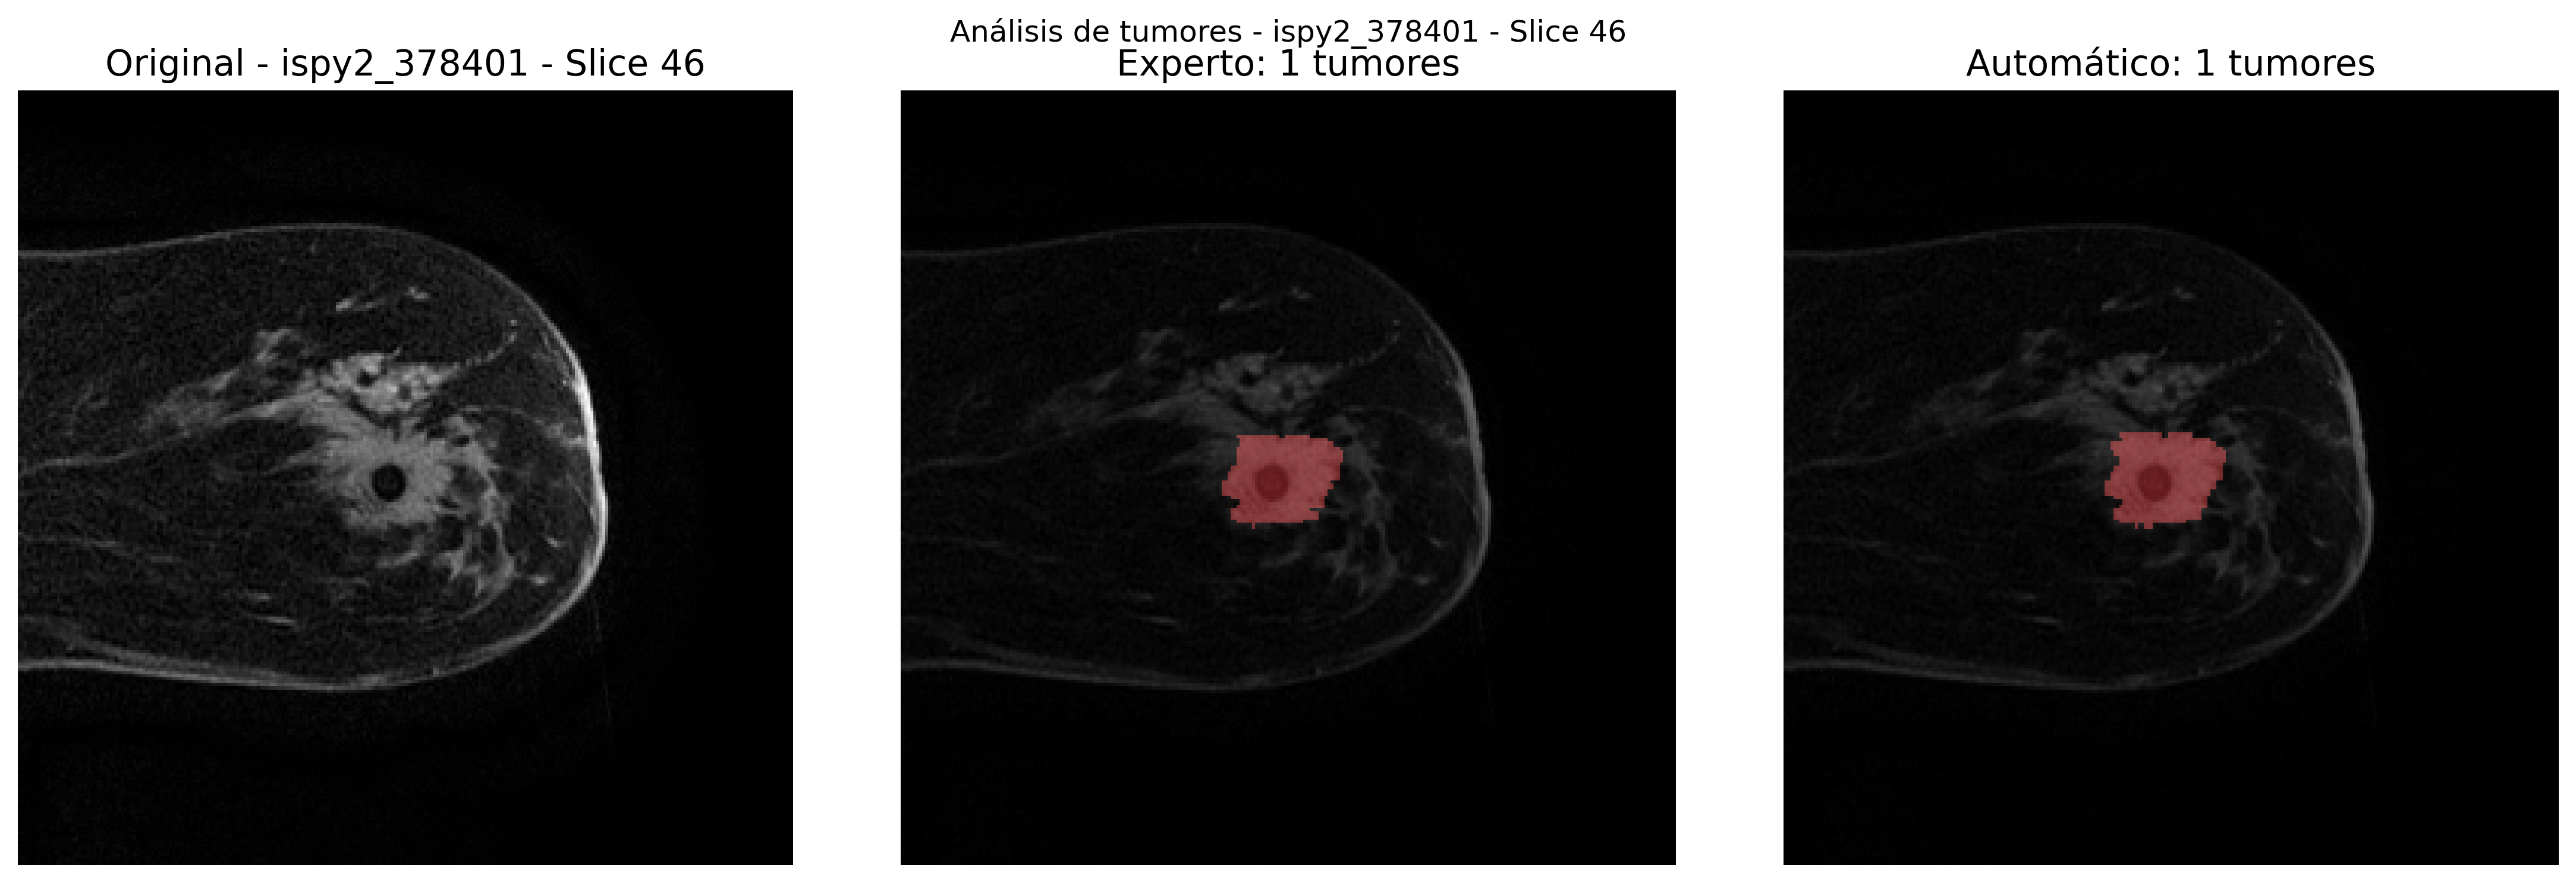 Análisis de tumores - ispy2_378401 - Slice 46
Original - ispy2_378401 - Slice 46
Experto: 1 tumores
Automático: 1 tumores